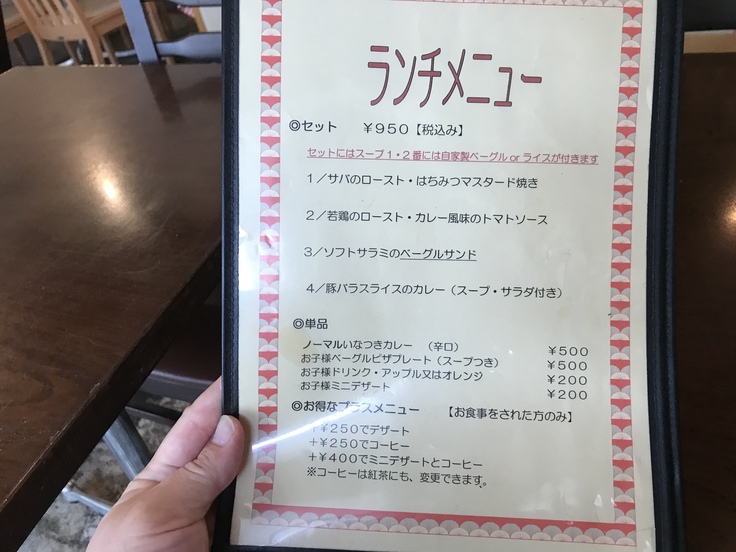 ランチメニュー
◎セット ￥950【税込み】
セットにはスープ1・2番には自家製ベーグル or ライスが付きます
1／サバのロースト・はちみつマスタード焼き
2／若鶏のロースト・カレー風味のトマトソース
3／ソフトサラミのベーグルサンド
4／豚バラスライスのカレー（スープ・サラダ付き）
◎単品
ノーマルいなつきカレー （辛口） ￥500
お子様ベーグルピザプレート（スープつき） ￥500
お子様ドリンク・アップル又はオレンジ ￥200
お子様ミニデザート ￥200
◎お得なプラスメニュー 【お食事をされた方のみ】
＋￥250でデザート
＋￥250でコーヒー
＋￥400でミニデザートとコーヒー
※コーヒーは紅茶にも、変更できます。